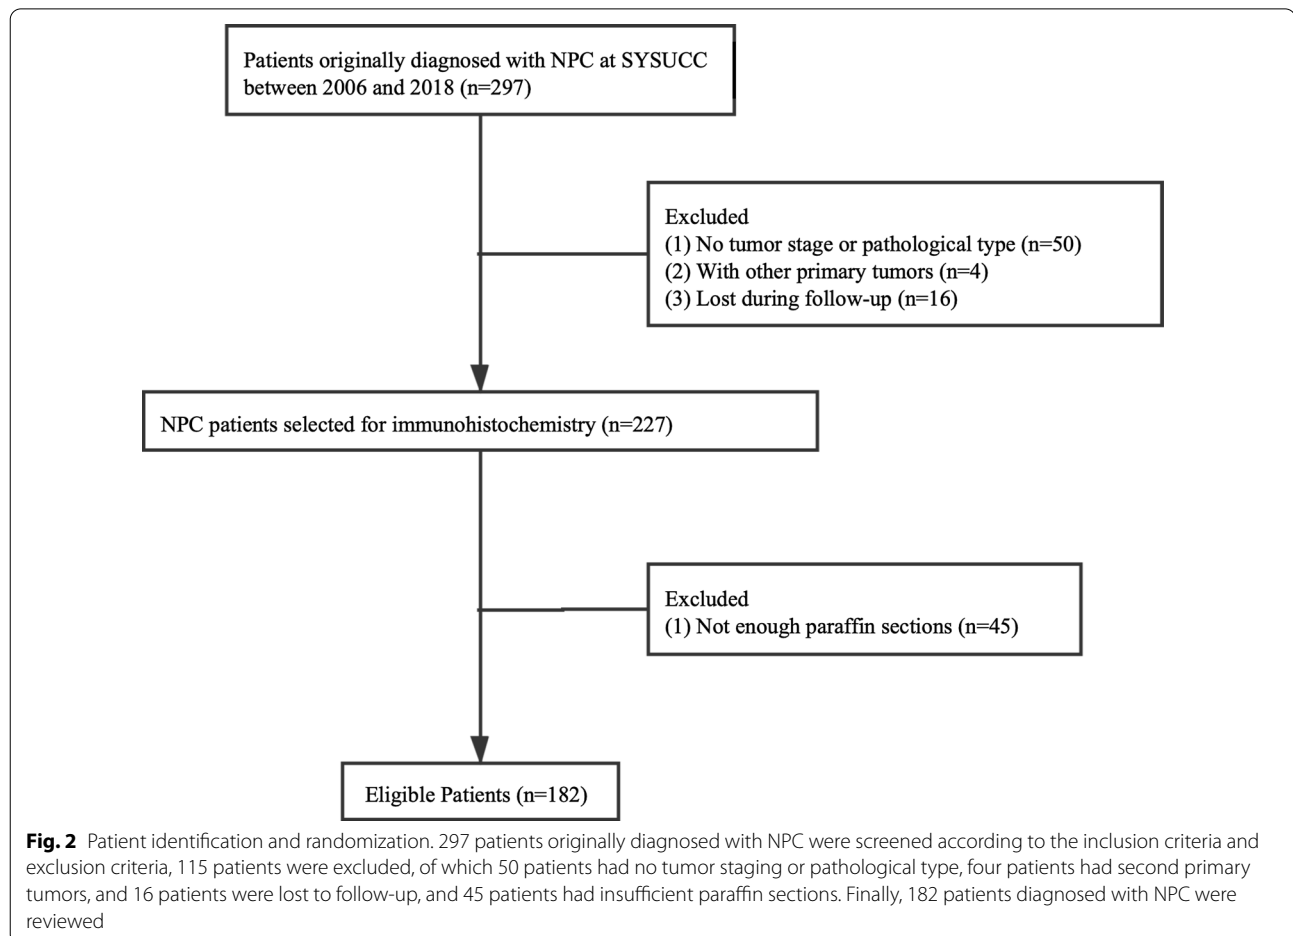 Patients originally diagnosed with NPC at SYSUCC
between 2006 and 2018 (n=297)
Excluded
(1) No tumor stage or pathological type (n=50)
(2) With other primary tumors (n=4)
(3) Lost during follow-up (n=16)
NPC patients selected for immunohistochemistry (n=227)
Excluded
(1) Not enough paraffin sections (n=45)
Eligible Patients (n=182)
Fig. 2 Patient identification and randomization. 297 patients originally diagnosed with NPC were screened according to the inclusion criteria and
exclusion criteria, 115 patients were excluded, of which 50 patients had no tumor staging or pathological type, four patients had second primary
tumors, and 16 patients were lost to follow-up, and 45 patients had insufficient paraffin sections. Finally, 182 patients diagnosed with NPC were
reviewed